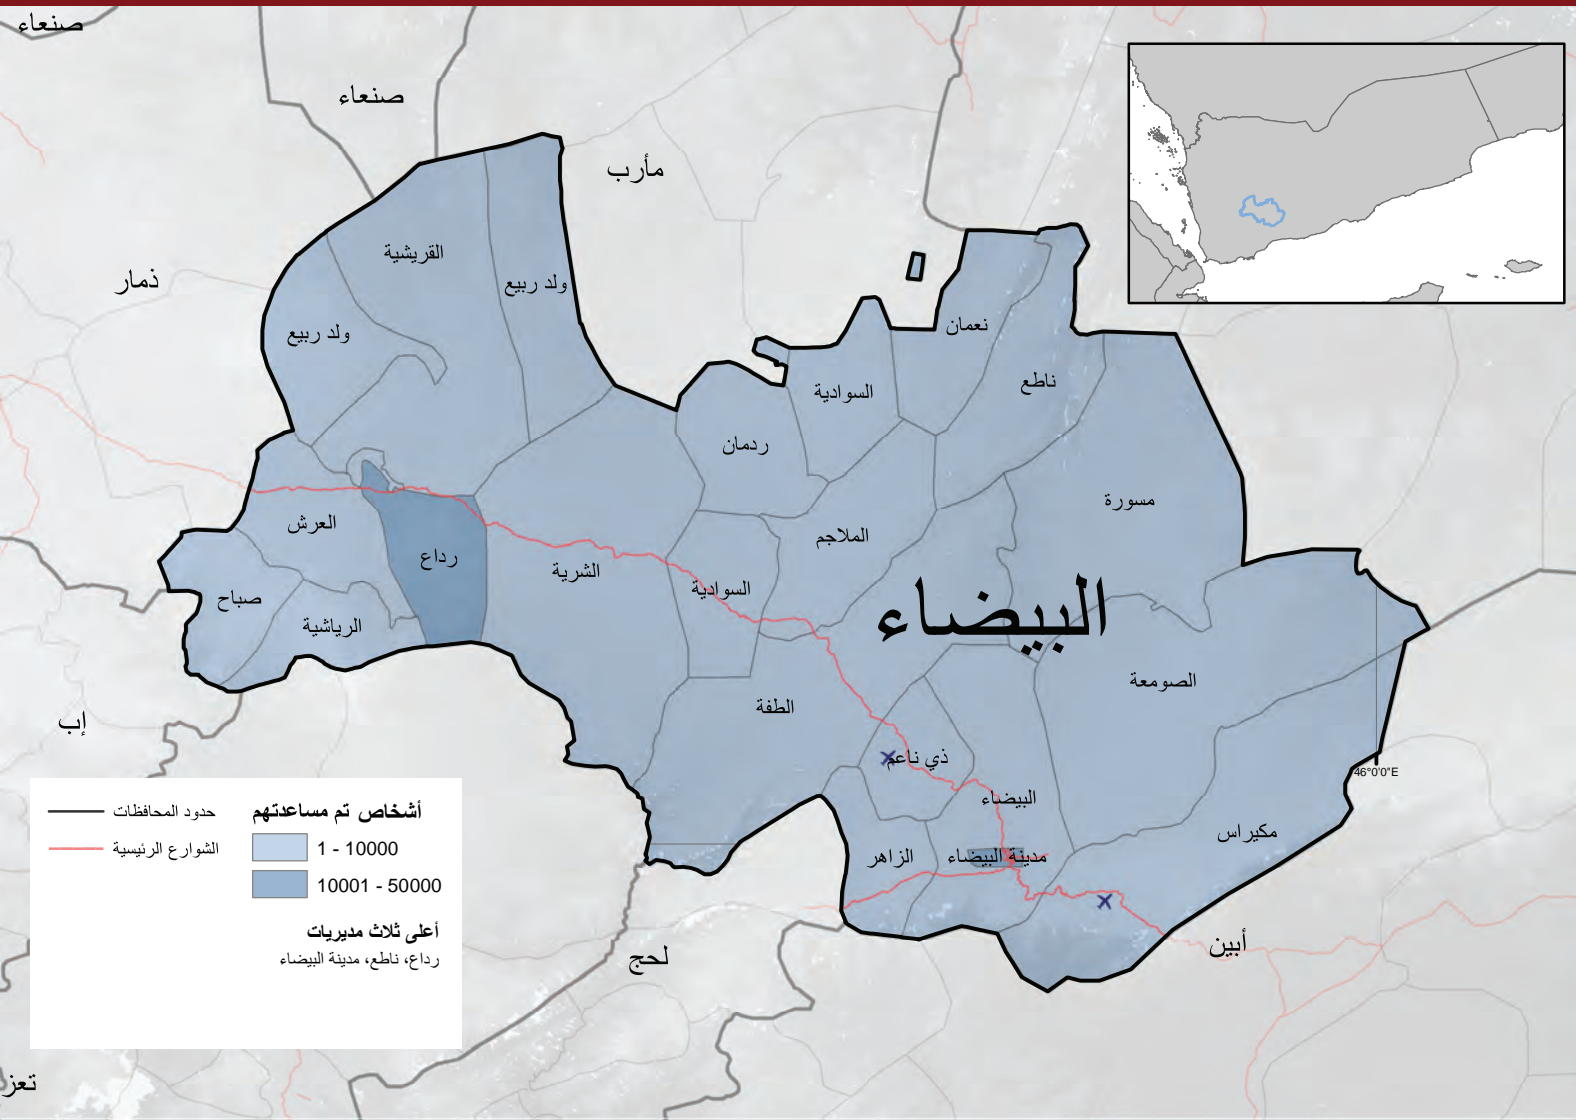 صنعاء
صنعاء
مأرب
ذمار
القريشية
ولد ربيع
ولد ربيع
نعمان
ناطع
السوادية
ردمان
مسورة
العرش
رداع
الملاجم
الشرية
السوادية
صباح
الرياشية
البيضاء
الصومعة
الطفة
إب
ذي ناعم
46°0'0"E
البيضاء
مكيراس
الزاهر
مدينة البيضاء
أبين
لحج
تعز
أشخاص تم مساعدتهم
1 - 10000
10001 - 50000
حدود المحافظات
الشوارع الرئيسية
أعلى ثلاث مديريات
رداع، ناطع، مدينة البيضاء